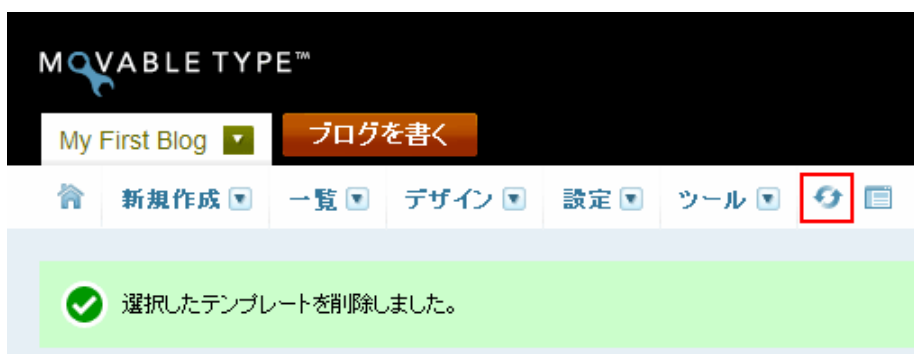 MOVABLE TYPE™
My First Blog ブログを書く
新規作成 一覧 デザイン 設定 ツール
選択したテンプレートを削除しました。